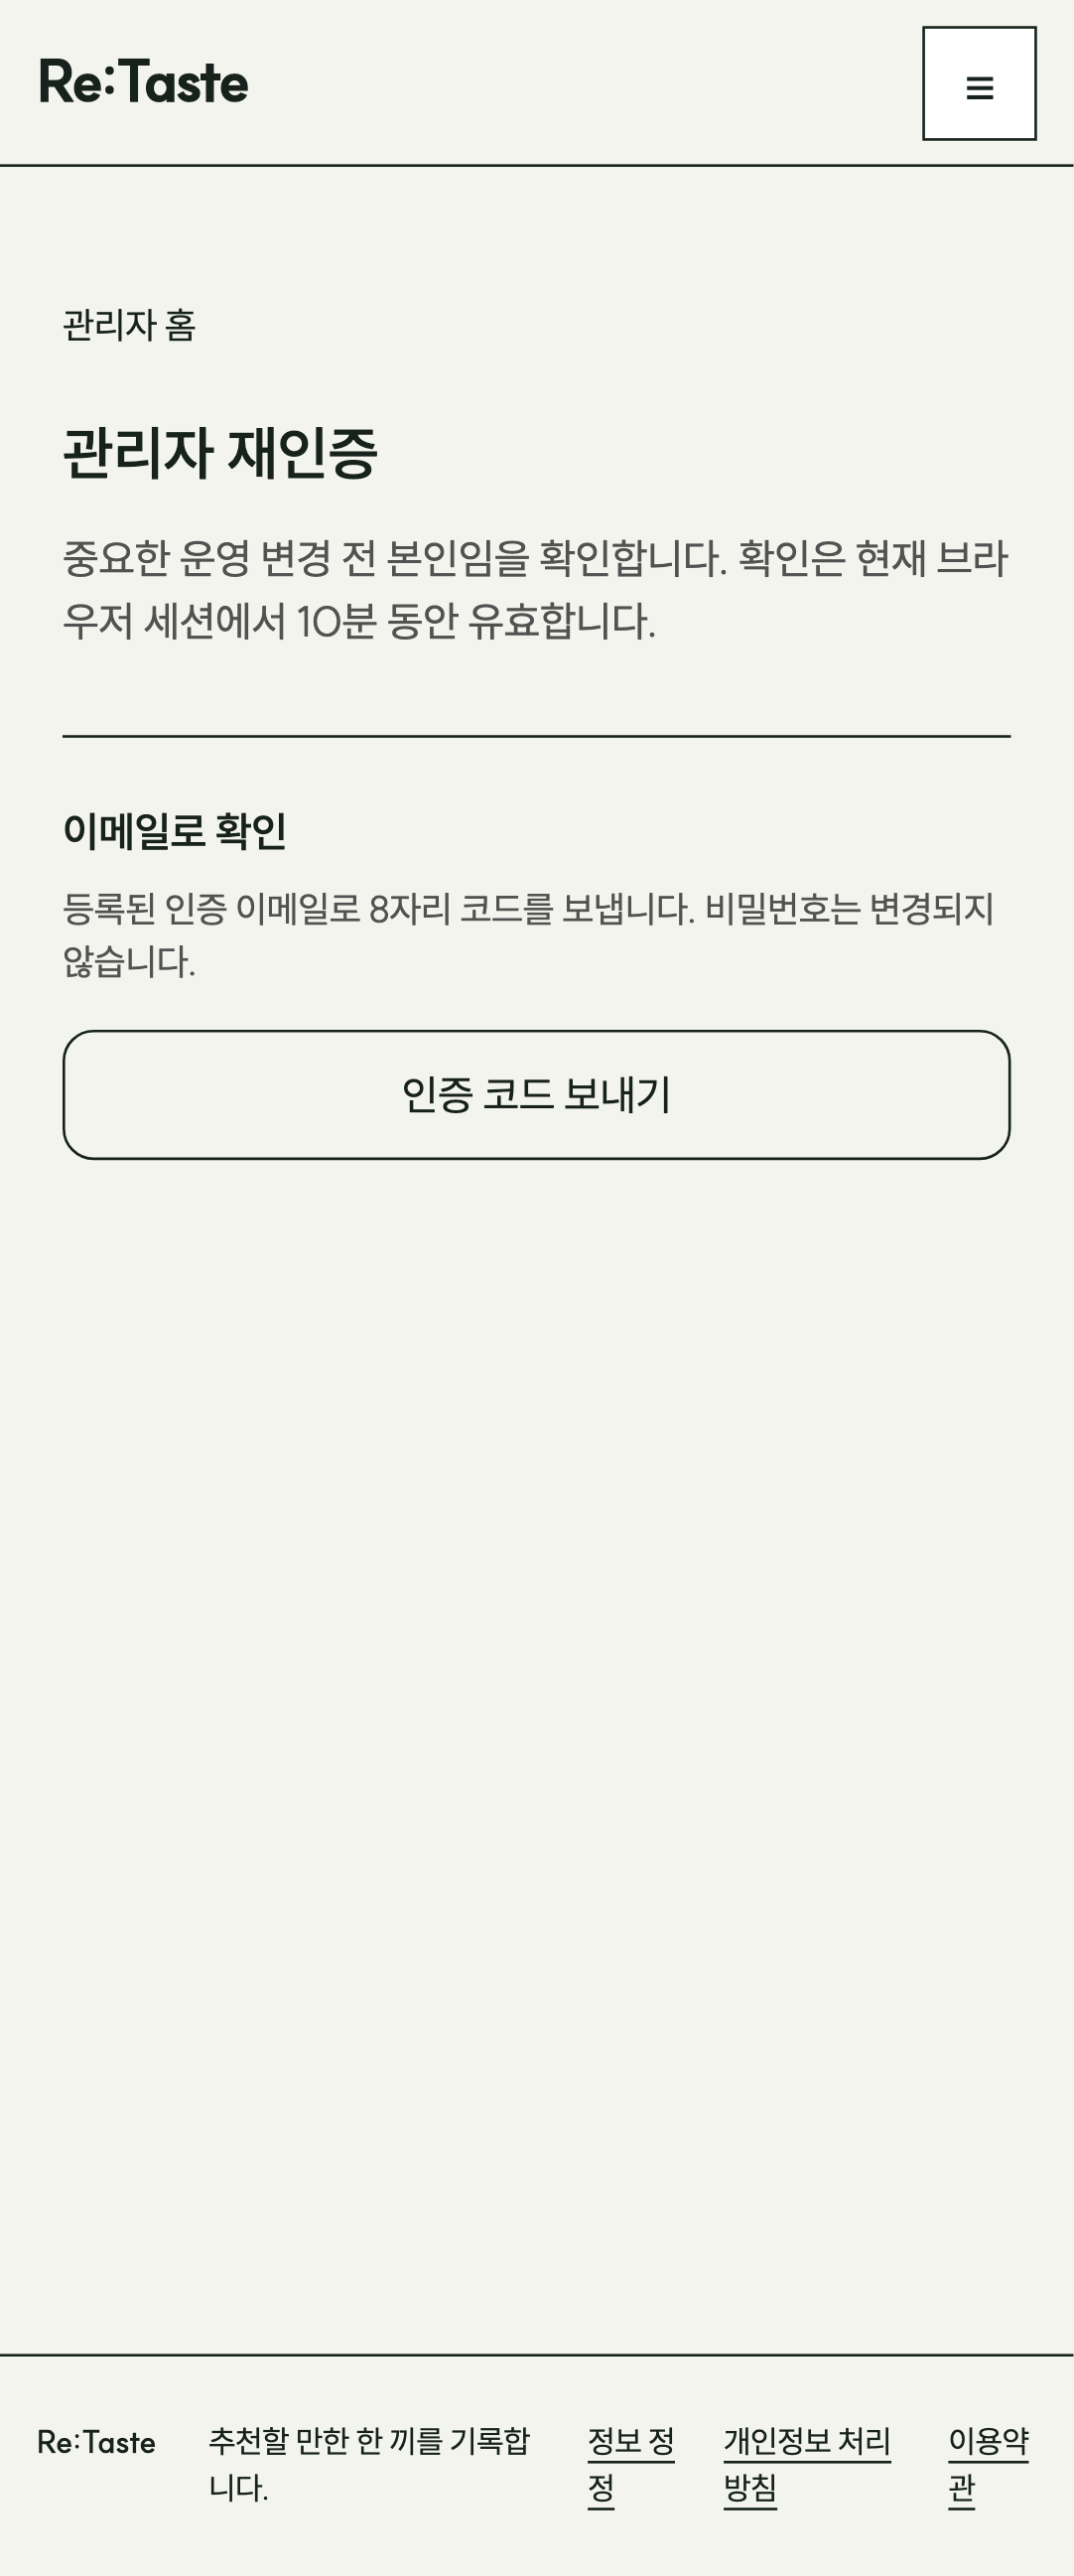 Re:Taste
관리자 홈
관리자 재인증
중요한 운영 변경 전 본인임을 확인합니다. 확인은 현재 브라
우저 세션에서 10분 동안 유효합니다.
이메일로 확인
등록된 인증 이메일로 8자리 코드를 보냅니다. 비밀번호는 변경되지
않습니다.
인증 코드 보내기
Re:Taste
추천할 만한 한 끼를 기록합
니다.
정보 정
정
개인정보 처리
방침
이용약
관